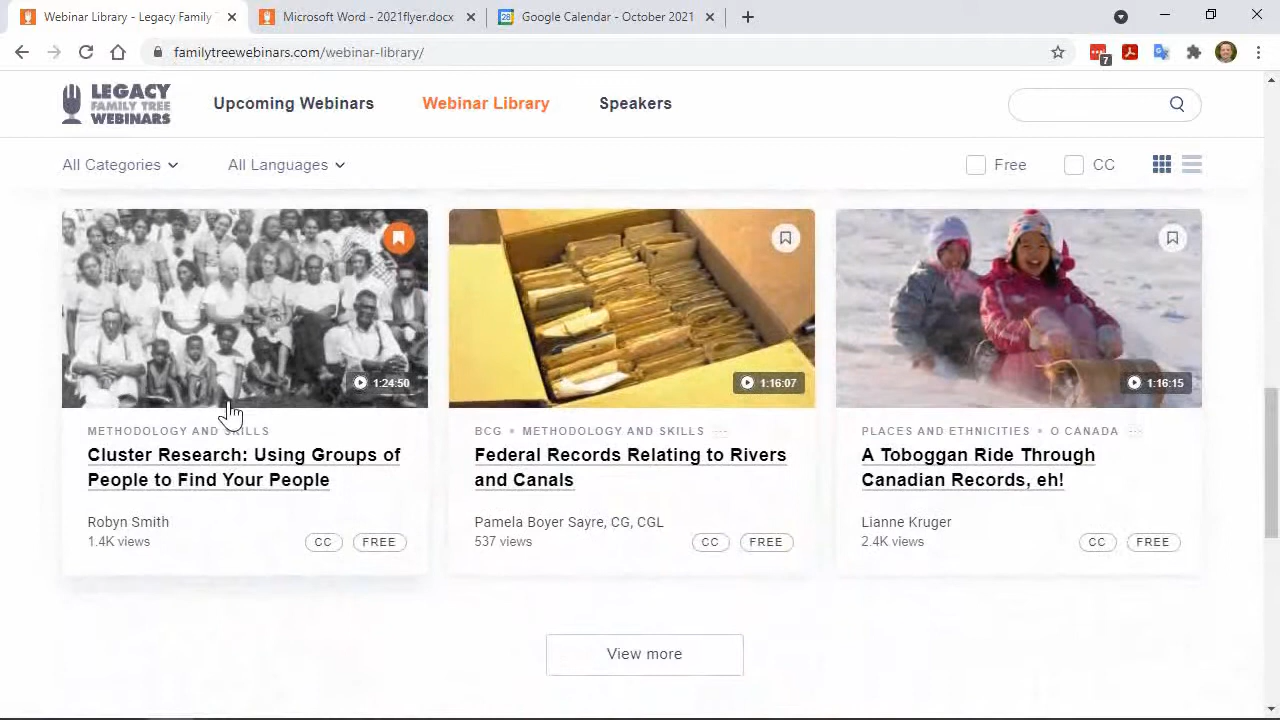 Webinar Library - Legacy Family T
Microsoft Word - 2021flyer.docx
28
Google Calendar - October 2021
familytreewebinars.com/webinar-library/
7
LEGACY
FAMILY TREE
WEBINARS
Upcoming Webinars
Webinar Library
Speakers
All Categories
All Languages
Free
CC
1:24:50
1:16:07
1:16:15
METHODOLOGY AND SKILLS
Cluster Research: Using Groups of
People to Find Your People
Robyn Smith
1.4K views
CC
FREE
BCG • METHODOLOGY AND SKILLS ...
Federal Records Relating to Rivers
and Canals
Pamela Boyer Sayre, CG, CGL
537 views
CC
FREE
PLACES AND ETHNICITIES • O CANADA ...
A Toboggan Ride Through
Canadian Records, eh!
Lianne Kruger
2.4K views
CC
FREE
View more